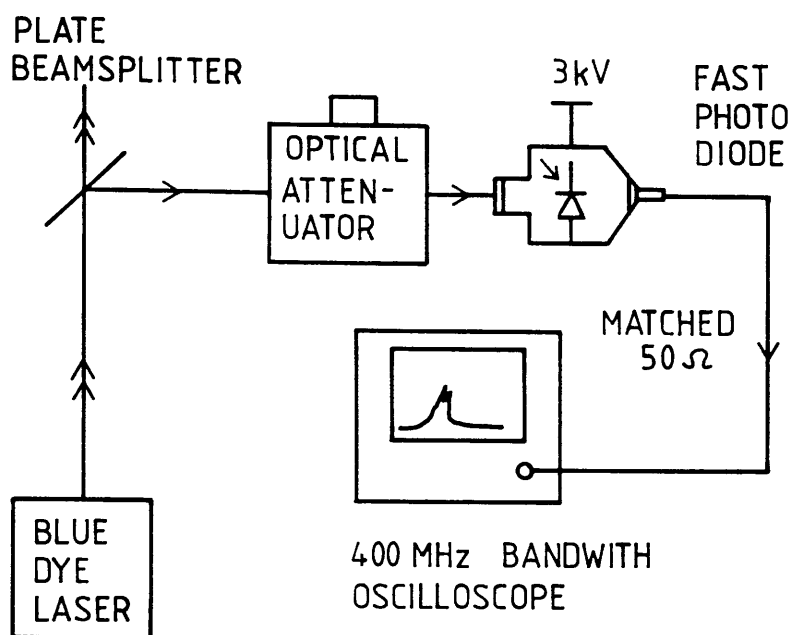 PLATE
BEAMSPLITTER
OPTICAL
ATTEN-
UATOR
3kV
FAST
PHOTO
DIODE
MATCHED
50Ω
BLUE
DYE
LASER
400 MHz BANDWITH
OSCILLOSCOPE